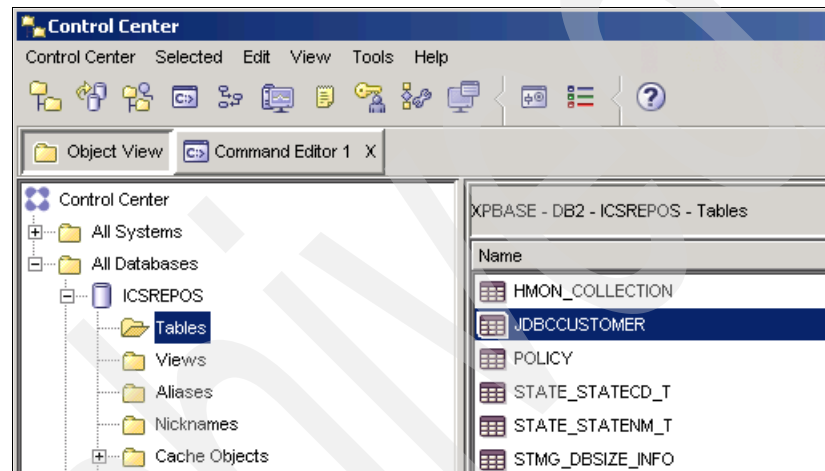 Control Center
Control Center Selected Edit View Tools Help
Object View Command Editor 1 X
Control Center
All Systems
All Databases
ICSREPOS
Tables
Views
Aliases
Nicknames
Cache Objects
XPBASE - DB2 - ICSREPOS - Tables
Name
HMON_COLLECTION
JDBCCUSTOMER
POLICY
STATE_STATECD_T
STATE_STATENM_T
STMG_DBSIZE_INFO